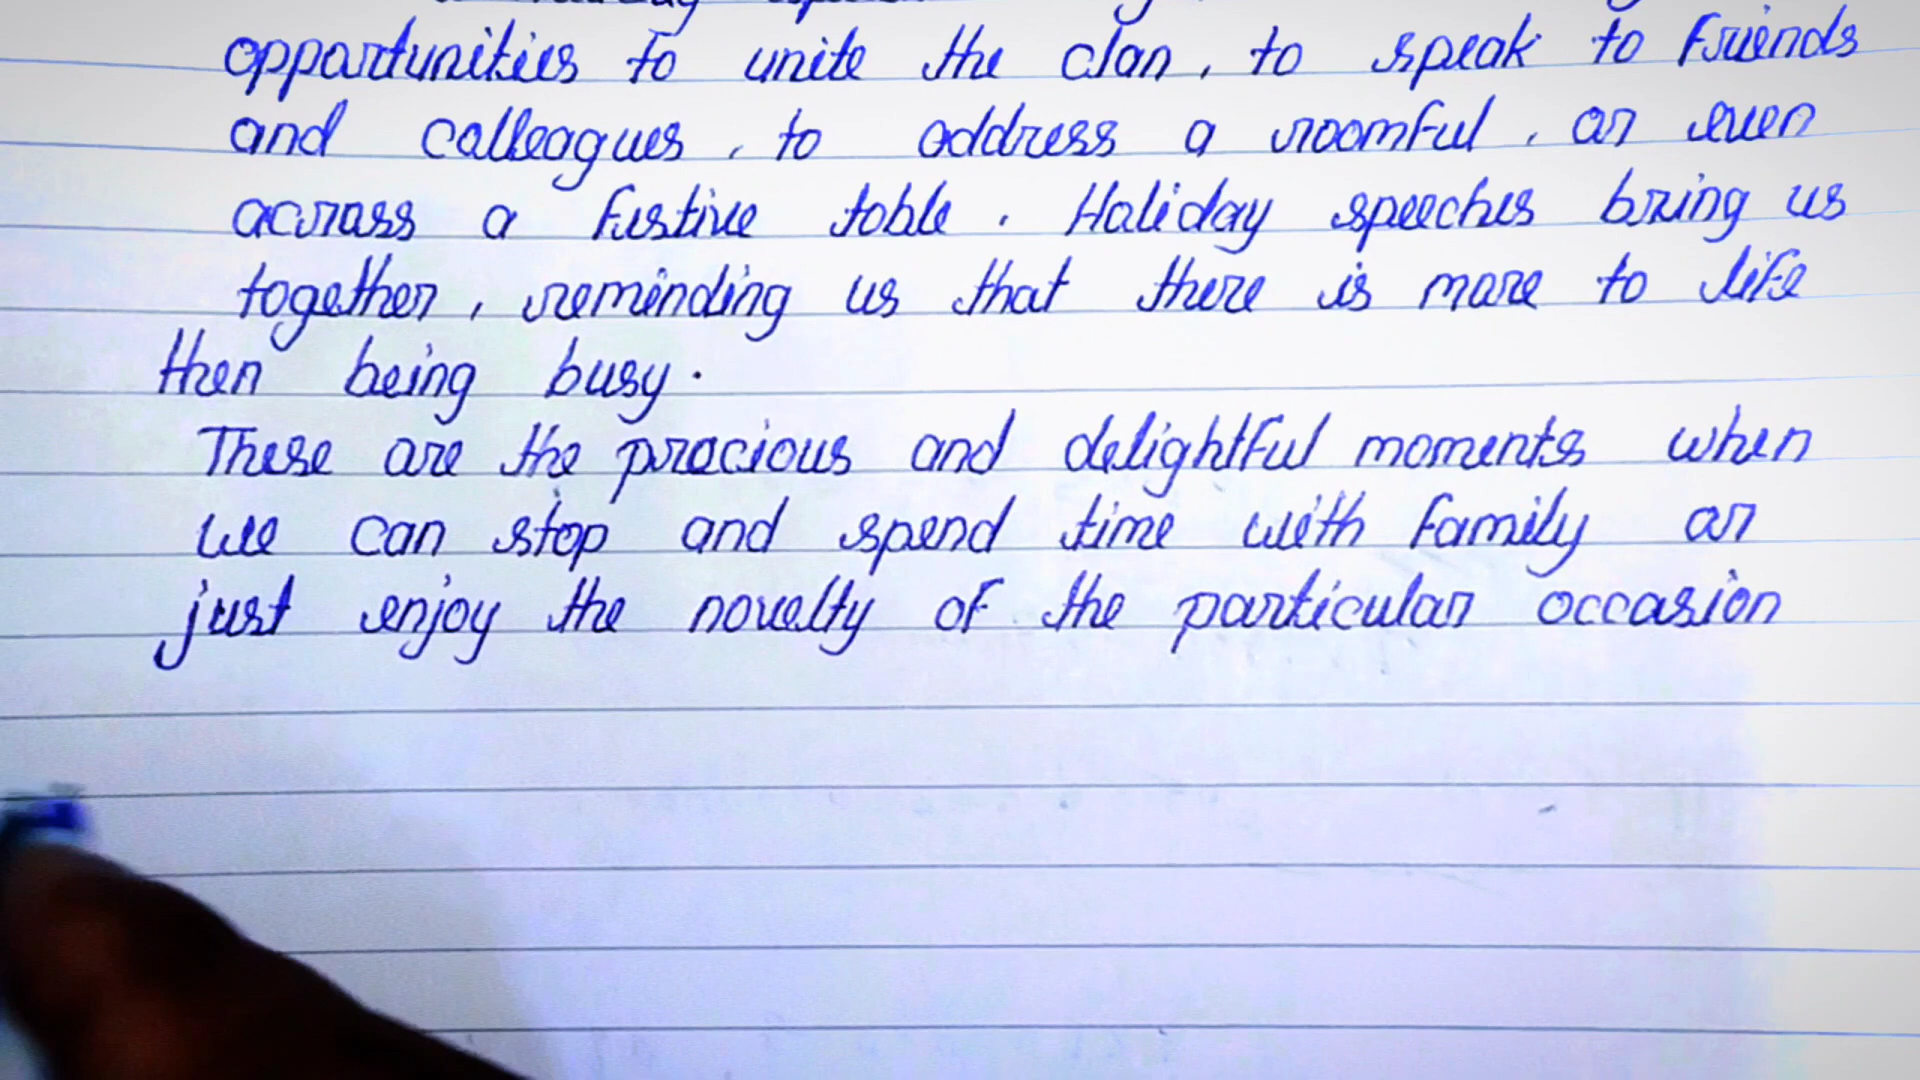 opportunities to unite the clan, to speak to friends
and colleagues, to address a roomful, or even
across a festive table. Holiday speeches bring us
together, reminding us that there is more to life
then being busy.
These are the pracious and delightful moments when
we can stop and spend time with family or
just enjoy the novelty of the particular occasion